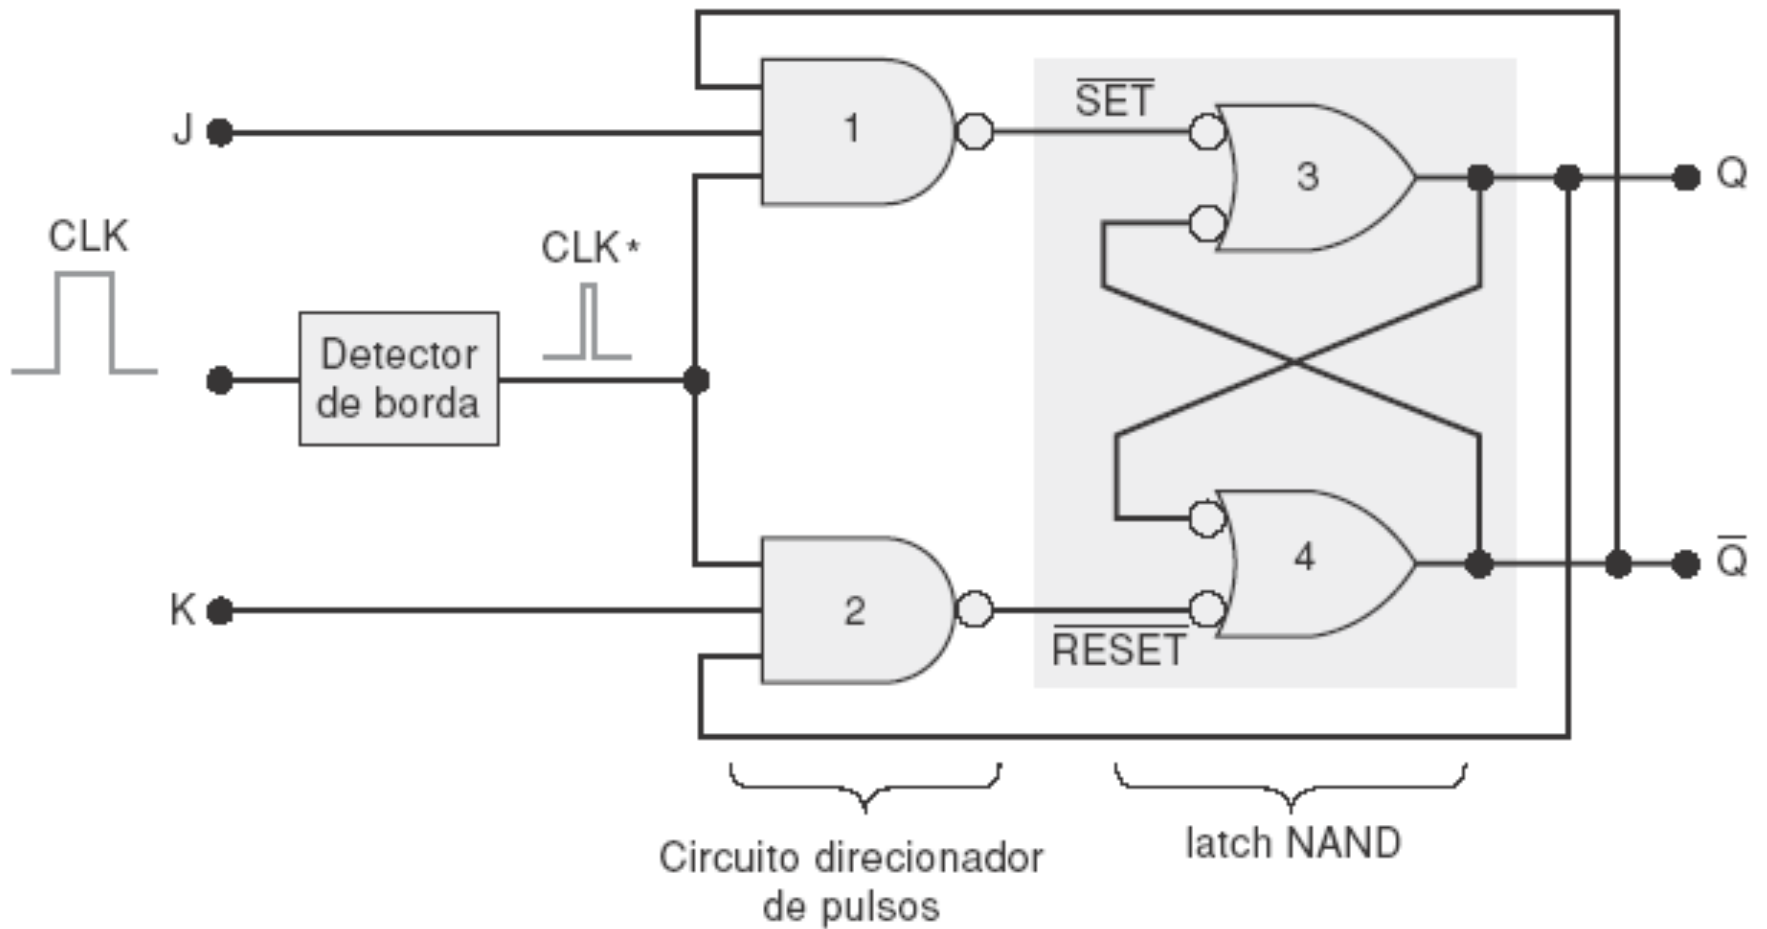 J
1
SET
3
Q
CLK
CLK*
Detector
de borda
K
2
RESET
4
Q
Circuito direcionador
de pulsos
latch NAND